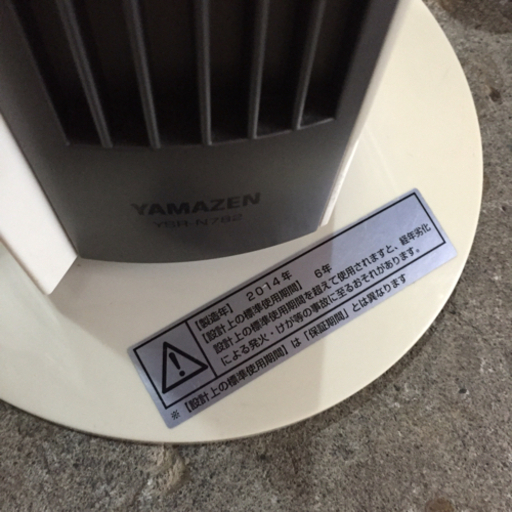 YAMAZEN
YSR-N782
【製造年】 2014年
【設計上の標準使用期間】 6年
設計上の標準使用期間を超えて使用されますと、経年劣化
による発火・けが等の事故に至るおそれがあります。
※【設計上の標準使用期間】は「保証期間」とは異なります